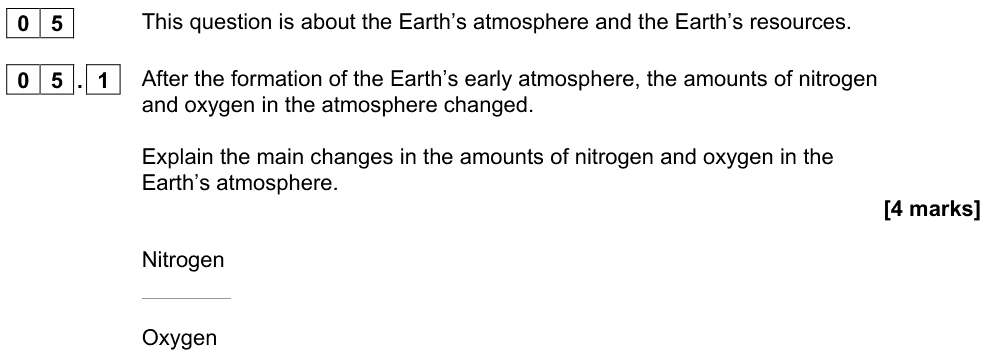 0 5 This question is about the Earth's atmosphere and the Earth's resources.
0 5 . 1 After the formation of the Earth's early atmosphere, the amounts of nitrogen
and oxygen in the atmosphere changed.
Explain the main changes in the amounts of nitrogen and oxygen in the
Earth's atmosphere.
[4 marks]
Nitrogen
Oxygen